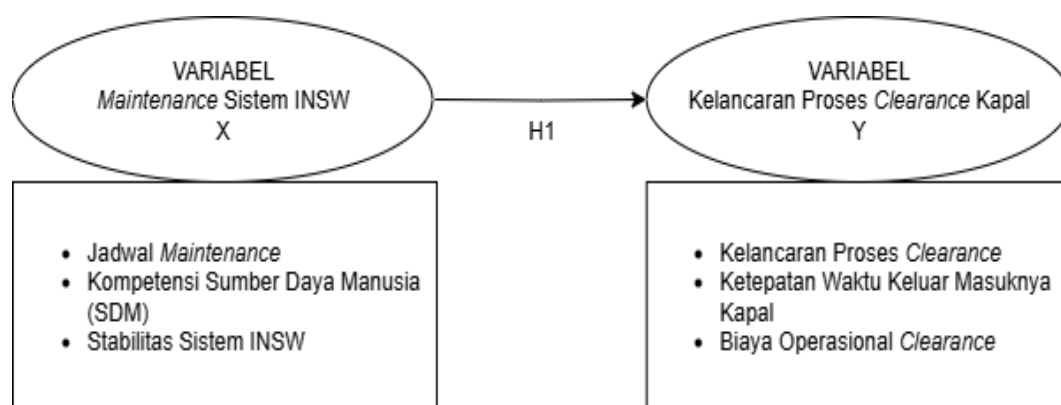 VARIABEL
Maintenance Sistem INSW
X
H1
VARIABEL
Kelancaran Proses Clearance Kapal
Y
• Jadwal Maintenance
• Kompetensi Sumber Daya Manusia
(SDM)
• Stabilitas Sistem INSW
• Kelancaran Proses Clearance
• Ketepatan Waktu Keluar Masuknya
Kapal
• Biaya Operasional Clearance